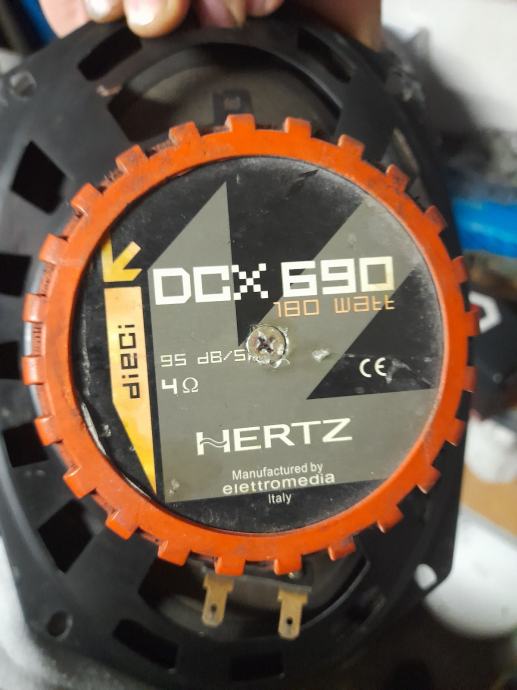 DCX 690
180 watt
dieci
95 dB/S
4Ω
CE
HERTZ
Manufactured by
elettromedia
Italy